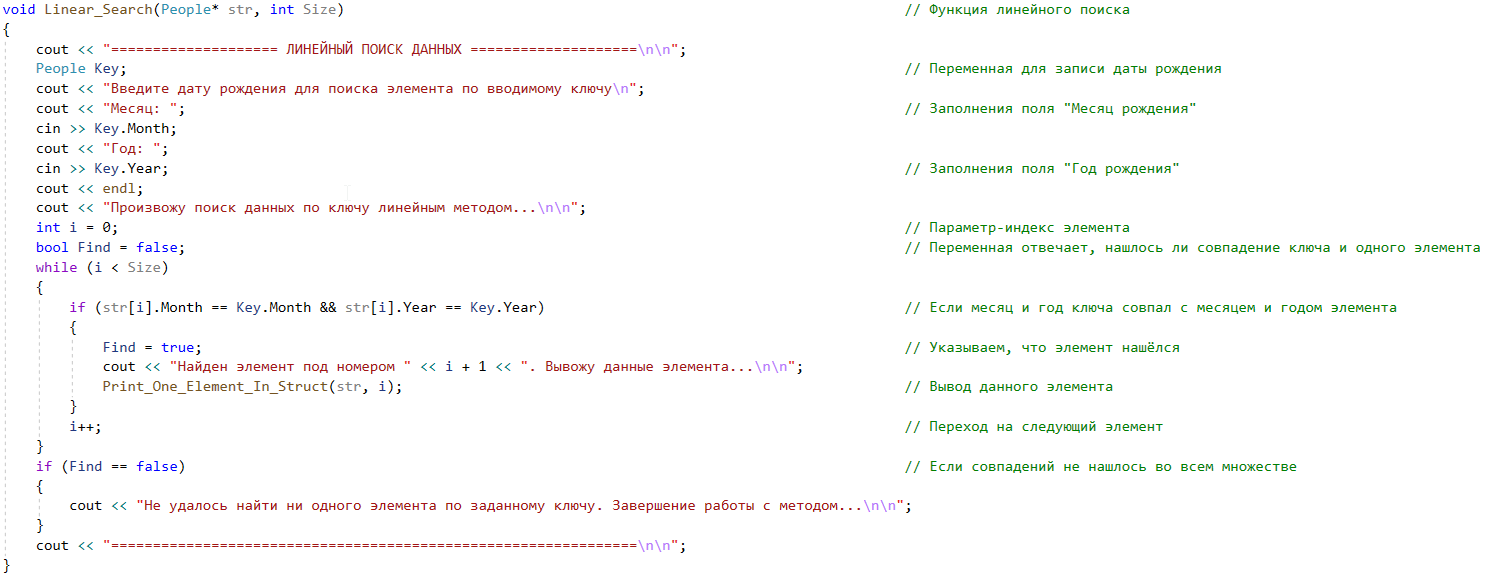 void Linear_Search(People* str, int Size) // Функция линейного поиска
{
cout << "==================== ЛИНЕЙНЫЙ ПОИСК ДАННЫХ ====================\n\n";
People Key; // Переменная для записи даты рождения
cout << "Введите дату рождения для поиска элемента по вводимому ключу\n";
cout << "Месяц: "; // Заполнения поля "Месяц рождения"
cin >> Key.Month;
cout << "Год: ";
cin >> Key.Year; // Заполнения поля "Год рождения"
cout << endl;
cout << "Произвожу поиск данных по ключу линейным методом...\n\n";
int i = 0; // Параметр-индекс элемента
bool Find = false; // Переменная отвечает, нашлось ли совпадение ключа и одного элемента
while (i < Size)
{
if (str[i].Month == Key.Month && str[i].Year == Key.Year) // Если месяц и год ключа совпал с месяцем и годом элемента
{
Find = true; // Указываем, что элемент нашёлся
cout << "Найден элемент под номером " << i + 1 << ". Вывожу данные элемента...\n\n";
Print_One_Element_In_Struct(str, i); // Вывод данного элемента
}
i++; // Переход на следующий элемент
}
if (Find == false) // Если совпадений не нашлось во всем множестве
{
cout << "Не удалось найти ни одного элемента по заданному ключу. Завершение работы с методом...\n\n";
}
cout << "===============================================================\n\n";
}